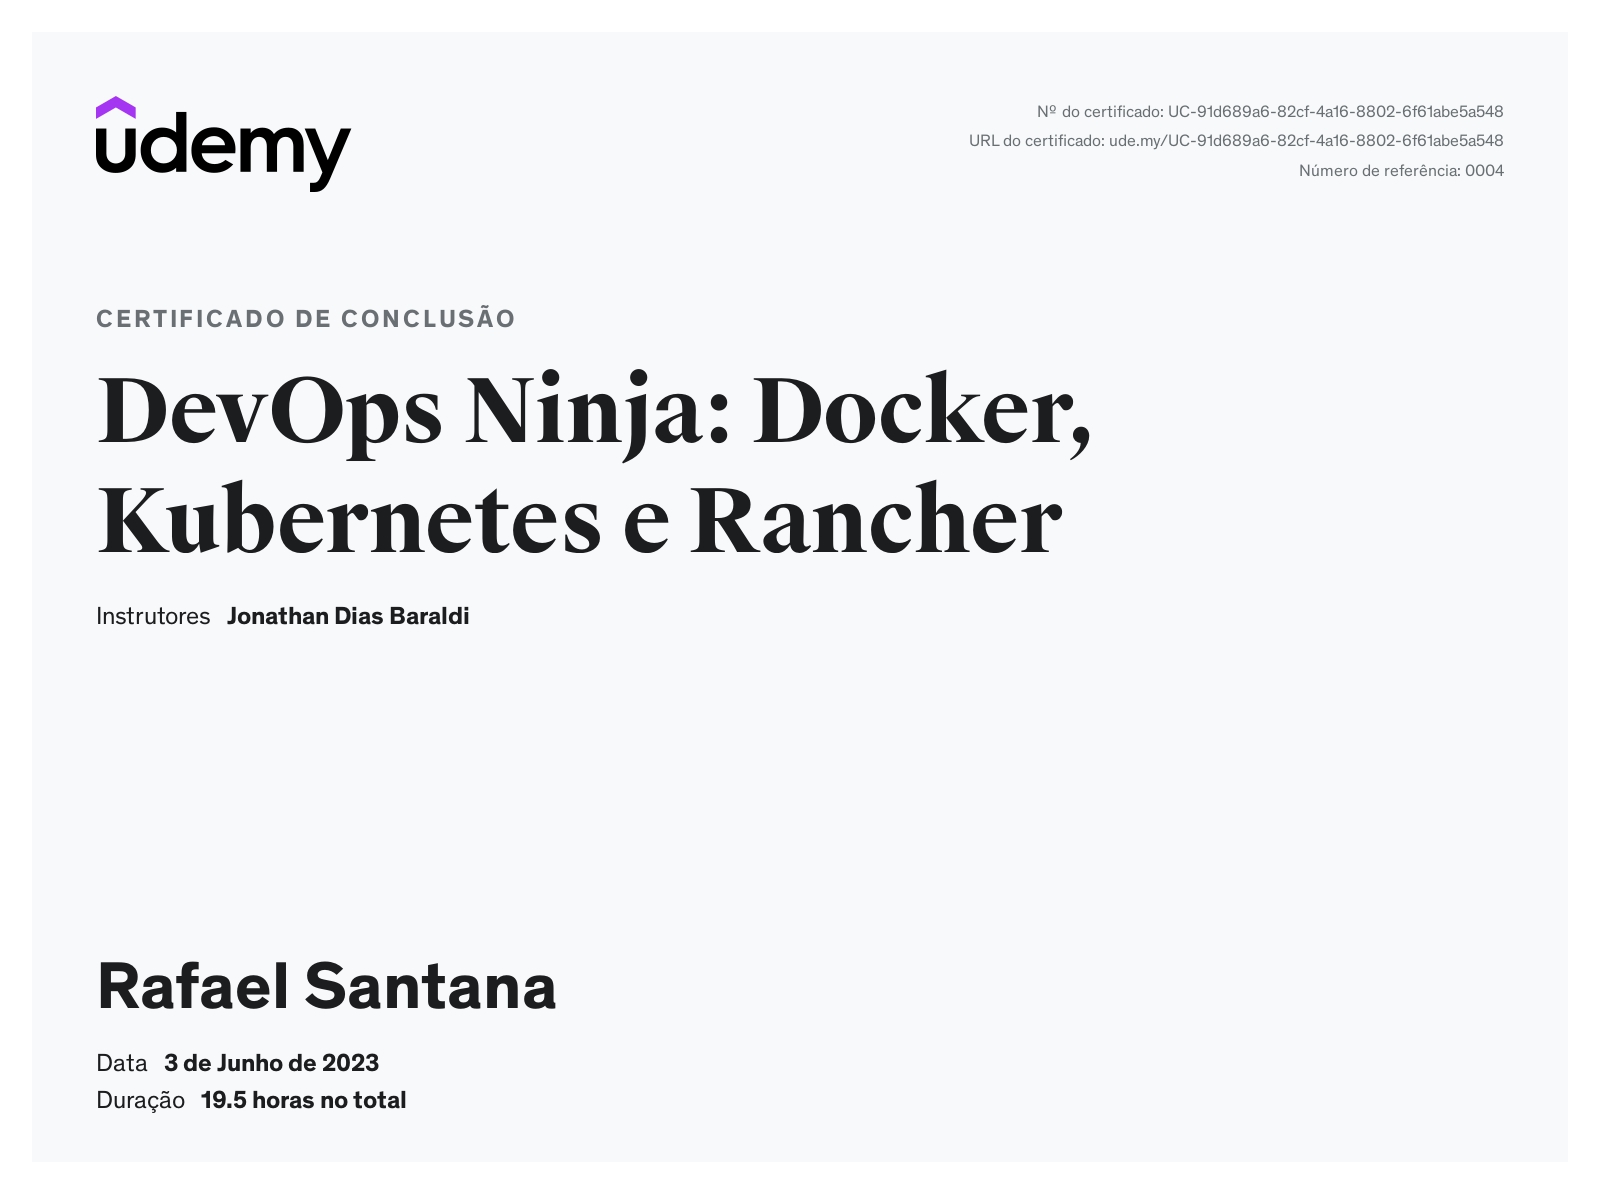 udemy
Nº do certificado: UC-91d689a6-82cf-4a16-8802-6f61abe5a548
URL do certificado: ude.my/UC-91d689a6-82cf-4a16-8802-6f61abe5a548
Número de referência: 0004
CERTIFICADO DE CONCLUSÃO
DevOps Ninja: Docker,
Kubernetes e Rancher
Instrutores Jonathan Dias Baraldi
Rafael Santana
Data 3 de Junho de 2023
Duração 19.5 horas no total